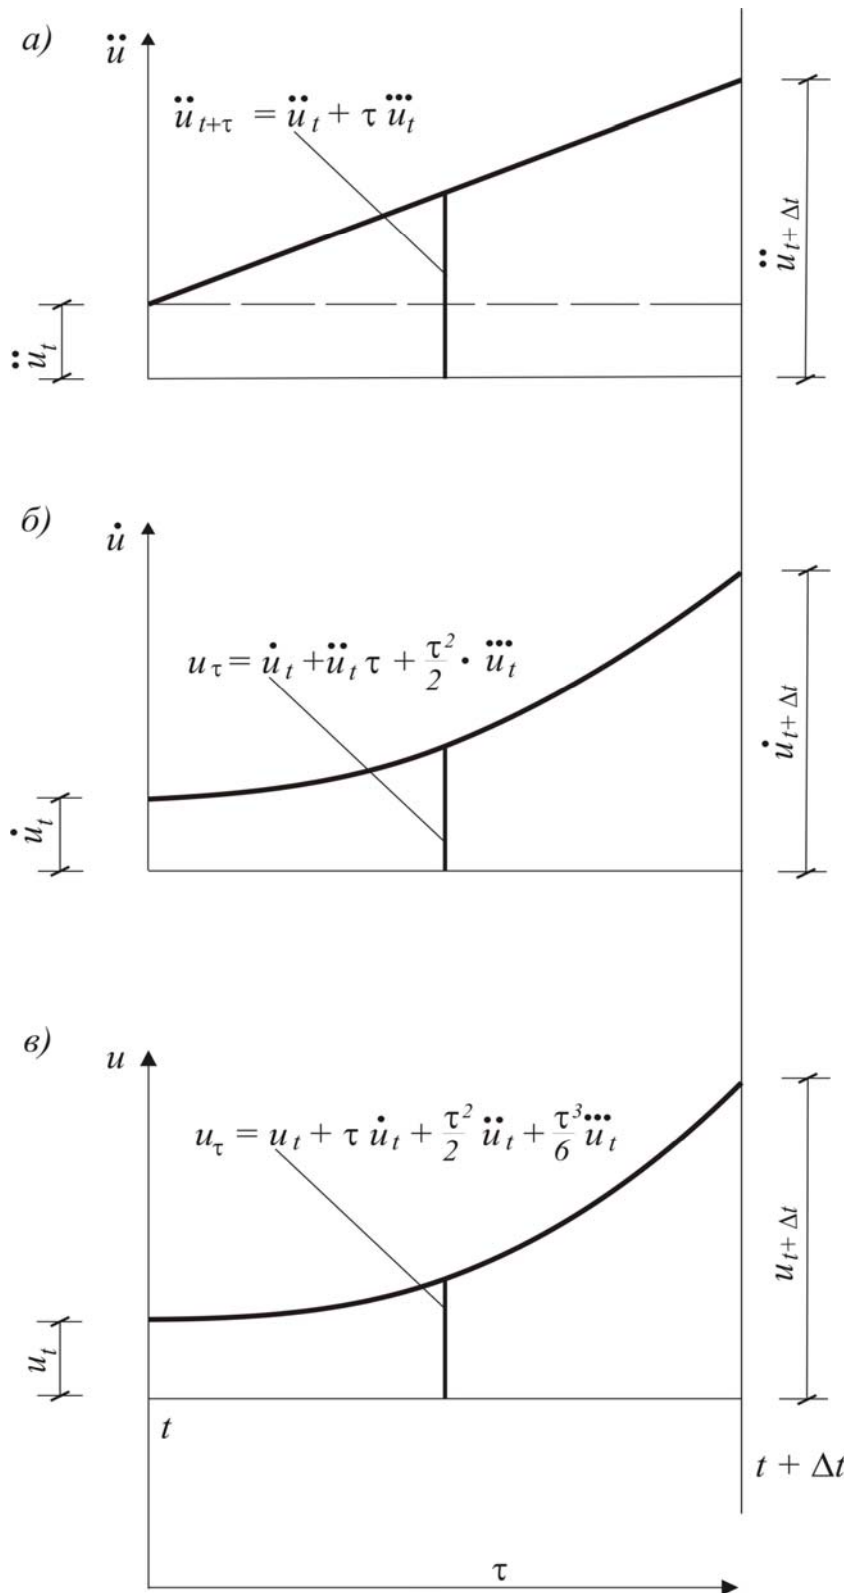 а)
ü
ü_{t+τ} = ü_t + τ u⃛_t
ü_t
ü_{t+Δt}
б)
u̇
u_τ = u̇_t + ü_t τ + τ²/2 · u⃛_t
u̇_t
u̇_{t+Δt}
в)
u
u_τ = u_t + τ u̇_t + τ²/2 ü_t + τ³/6 u⃛_t
u_t
u_{t+Δt}
t
t + Δt
τ